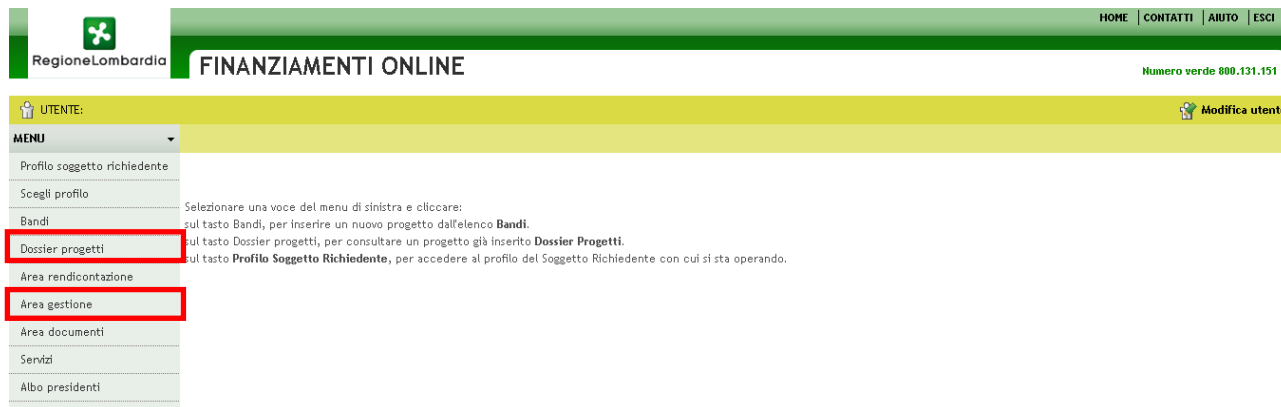 HOME | CONTATTI | AIUTO | ESCI
RegioneLombardia
FINANZIAMENTI ONLINE
Numero verde 800.131.151
UTENTE:
Modifica utent
MENU
Profilo soggetto richiedente
Scegli profilo
Bandi
Dossier progetti
Area rendicontazione
Area gestione
Area documenti
Servizi
Albo presidenti
Selezionare una voce del menu di sinistra e cliccare:
sul tasto Bandi, per inserire un nuovo progetto dall'elenco Bandi.
sul tasto Dossier progetti, per consultare un progetto già inserito Dossier Progetti.
sul tasto Profilo Soggetto Richiedente, per accedere al profilo del Soggetto Richiedente con cui si sta operando.